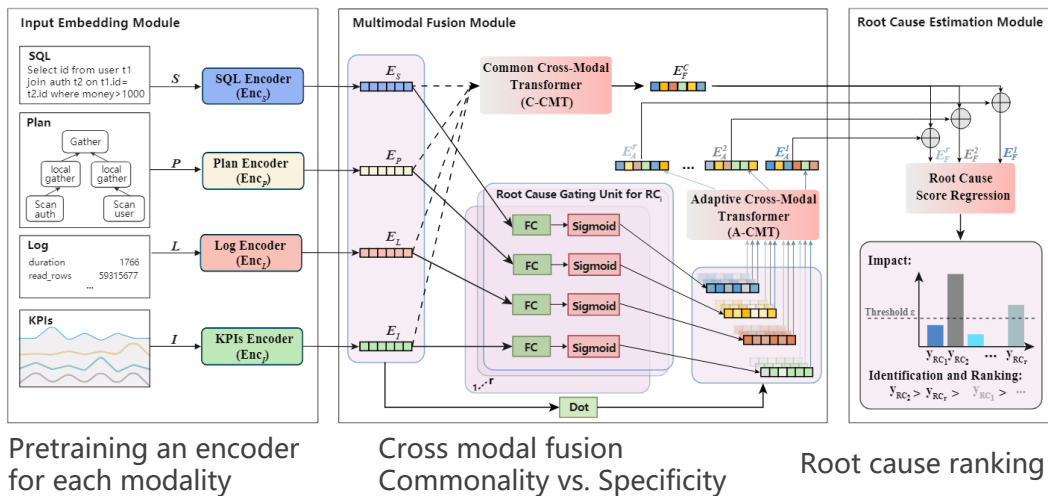 Input Embedding Module
SQL
Select id from user t1
join auth t2 on t1.id=
t2.id where money>1000
S
SQL Encoder
(Enc_S)
Plan
Gather
local
gather
local
gather
Scan
auth
Scan
user
P
Plan Encoder
(Enc_P)
Log
duration 1766
read_rows 59315677
...
L
Log Encoder
(Enc_L)
KPIs
I
KPIs Encoder
(Enc_I)
Multimodal Fusion Module
E_S
E_P
E_L
E_I
Common Cross-Modal
Transformer
(C-CMT)
E_F^C
Root Cause Gating Unit for RC_i
FC Sigmoid
FC Sigmoid
FC Sigmoid
FC Sigmoid
1 r
Dot
E_A^r ... E_A^2 E_A^1
Adaptive Cross-Modal
Transformer
(A-CMT)
Root Cause Estimation Module
E_F^r E_F^2 E_F^1
Root Cause
Score Regression
Impact:
Threshold ε
y_RC1 y_RC2 ... y_RCr
Identification and Ranking:
y_RC2 > y_RCr > y_RC1 > ...
Pretraining an encoder
for each modality
Cross modal fusion
Commonality vs. Specificity
Root cause ranking